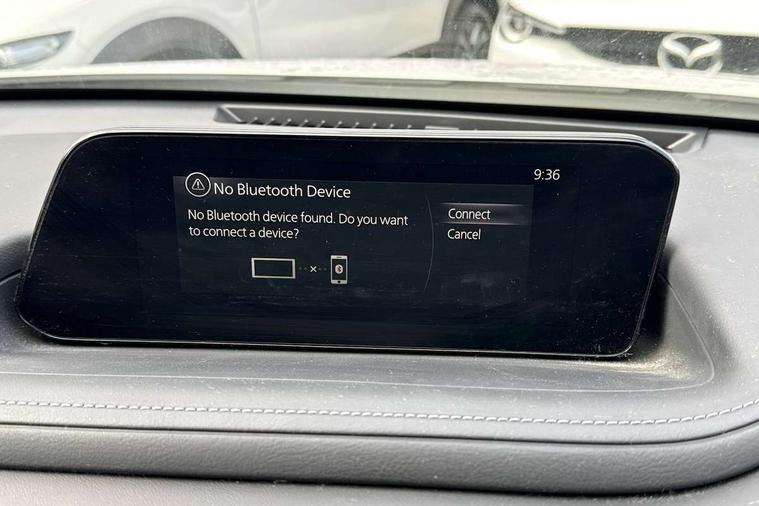 9:36
No Bluetooth Device
No Bluetooth device found. Do you want
to connect a device?
Connect
Cancel